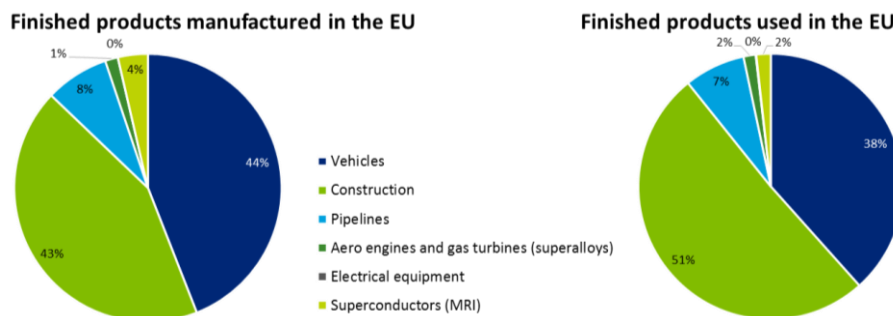 Finished products manufactured in the EU
Finished products used in the EU
0%
1%
4%
8%
44%
43%
Vehicles
Construction
Pipelines
Aero engines and gas turbines (superalloys)
Electrical equipment
Superconductors (MRI)
2%
0%
2%
7%
38%
51%